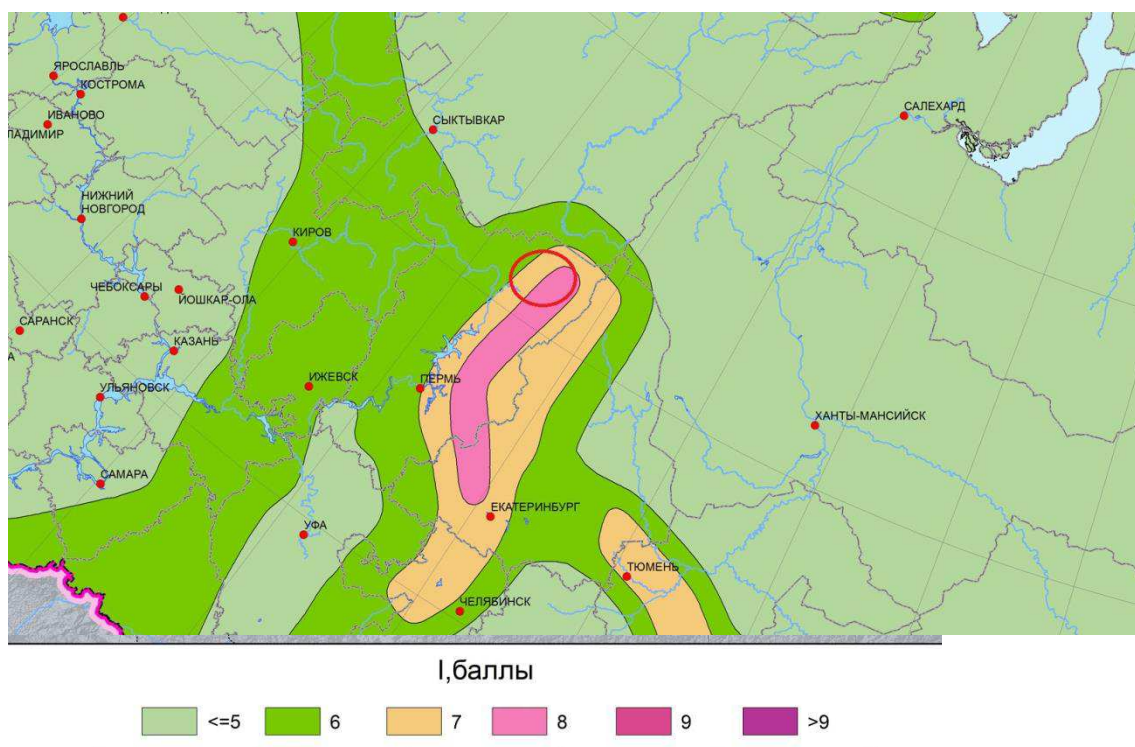 ЯРОСЛАВЛЬ
КОСТРОМА
ИВАНОВО
ЛАДИМИР
СЫКТЫВКАР
САЛЕХАРД
НИЖНИЙ
НОВГОРОД
КИРОВ
ЧЕБОКСАРЫ
ЙОШКАР-ОЛА
САРАНСК
А
КАЗАНЬ
ИЖЕВСК
ПЕРМЬ
УЛЬЯНОВСК
ХАНТЫ-МАНСИЙСК
САМАРА
ЕКАТЕРИНБУРГ
УФА
ТЮМЕНЬ
ЧЕЛЯБИНСК
I,баллы
<=5 6 7 8 9 >9